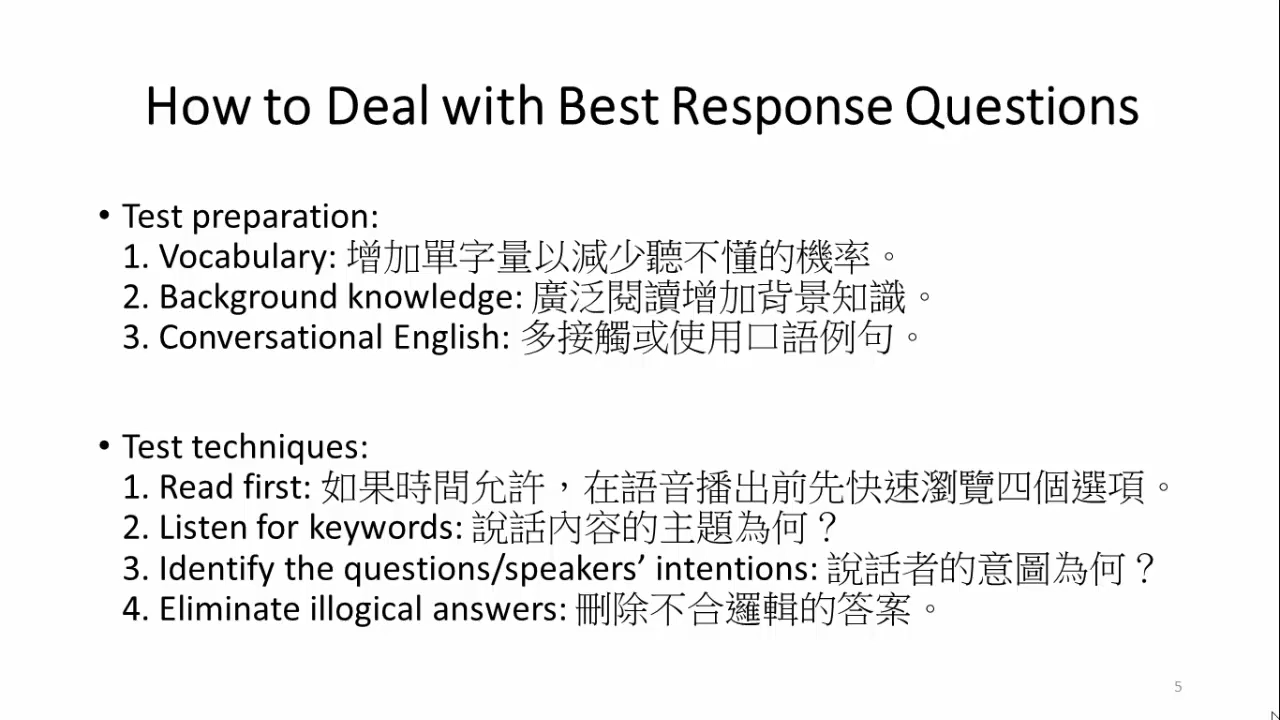 How to Deal with Best Response Questions
• Test preparation:
1. Vocabulary: 增加單字量以減少聽不懂的機率。
2. Background knowledge: 廣泛閱讀增加背景知識。
3. Conversational English: 多接觸或使用口語例句。
• Test techniques:
1. Read first: 如果時間允許，在語音播出前先快速瀏覽四個選項。
2. Listen for keywords: 說話內容的主題為何？
3. Identify the questions/speakers’ intentions: 說話者的意圖為何？
4. Eliminate illogical answers: 刪除不合邏輯的答案。
5